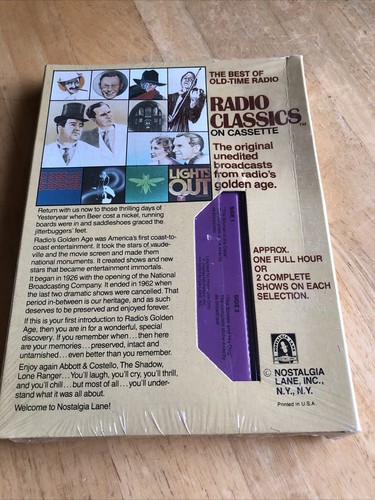 THE BEST OF
OLD-TIME RADIO
RADIO
CLASSICS™
ON CASSETTE
The original
unedited
broadcasts
from radio's
golden age.
LIGHTS
OUT
Return with us now to those thrilling days of
Yesteryear when Beer cost a nickel, running
boards were in and saddleshoes graced the
jitterbuggers' feet.
Radio's Golden Age was America's first coast-to-
coast entertainment. It took the stars of vaude-
ville and the movie screen and made them
national monuments. It created shows and new
stars that became entertainment immortals.
It began in 1926 with the opening of the National
Broadcasting Company. It ended in 1962 when
the last two dramatic shows were cancelled. That
period in-between is our heritage, and as such
deserves to be preserved and enjoyed forever.
If this is your first introduction to Radio's Golden
Age, then you are in for a wonderful, special
discovery. If you remember when...then here
are your memories...preserved, intact and
untarnished...even better than you remember.
Enjoy again Abbott & Costello, The Shadow,
Lone Ranger...You'll laugh, you'll cry, you'll thrill,
and you'll chill...but most of all...you'll under-
stand what it was all about.
Welcome to Nostalgia Lane!
SIDE 1
SIDE 2
APPROX.
ONE FULL HOUR
OR
2 COMPLETE
SHOWS ON EACH
SELECTION.
© NOSTALGIA
LANE, INC.,
N.Y., N.Y.
Printed in U.S.A.